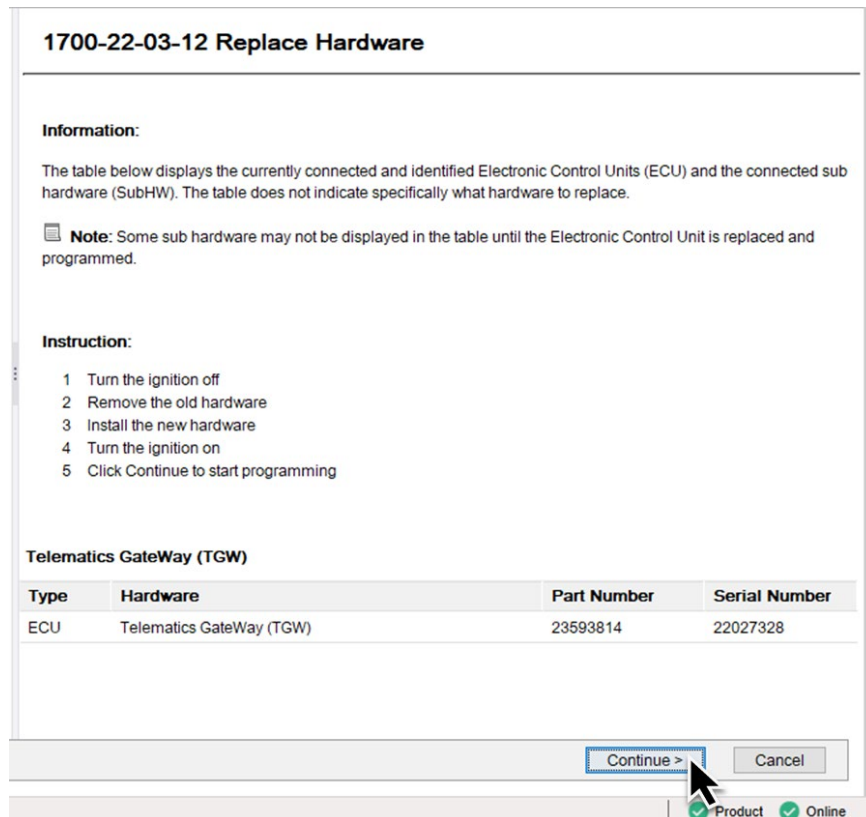 1700-22-03-12 Replace Hardware
Information:
The table below displays the currently connected and identified Electronic Control Units (ECU) and the connected sub
hardware (SubHW). The table does not indicate specifically what hardware to replace.
Note: Some sub hardware may not be displayed in the table until the Electronic Control Unit is replaced and
programmed.
Instruction:
1 Turn the ignition off
2 Remove the old hardware
3 Install the new hardware
4 Turn the ignition on
5 Click Continue to start programming
Telematics GateWay (TGW)
Type Hardware Part Number Serial Number
ECU Telematics GateWay (TGW) 23593814 22027328
Continue > Cancel
Product Online